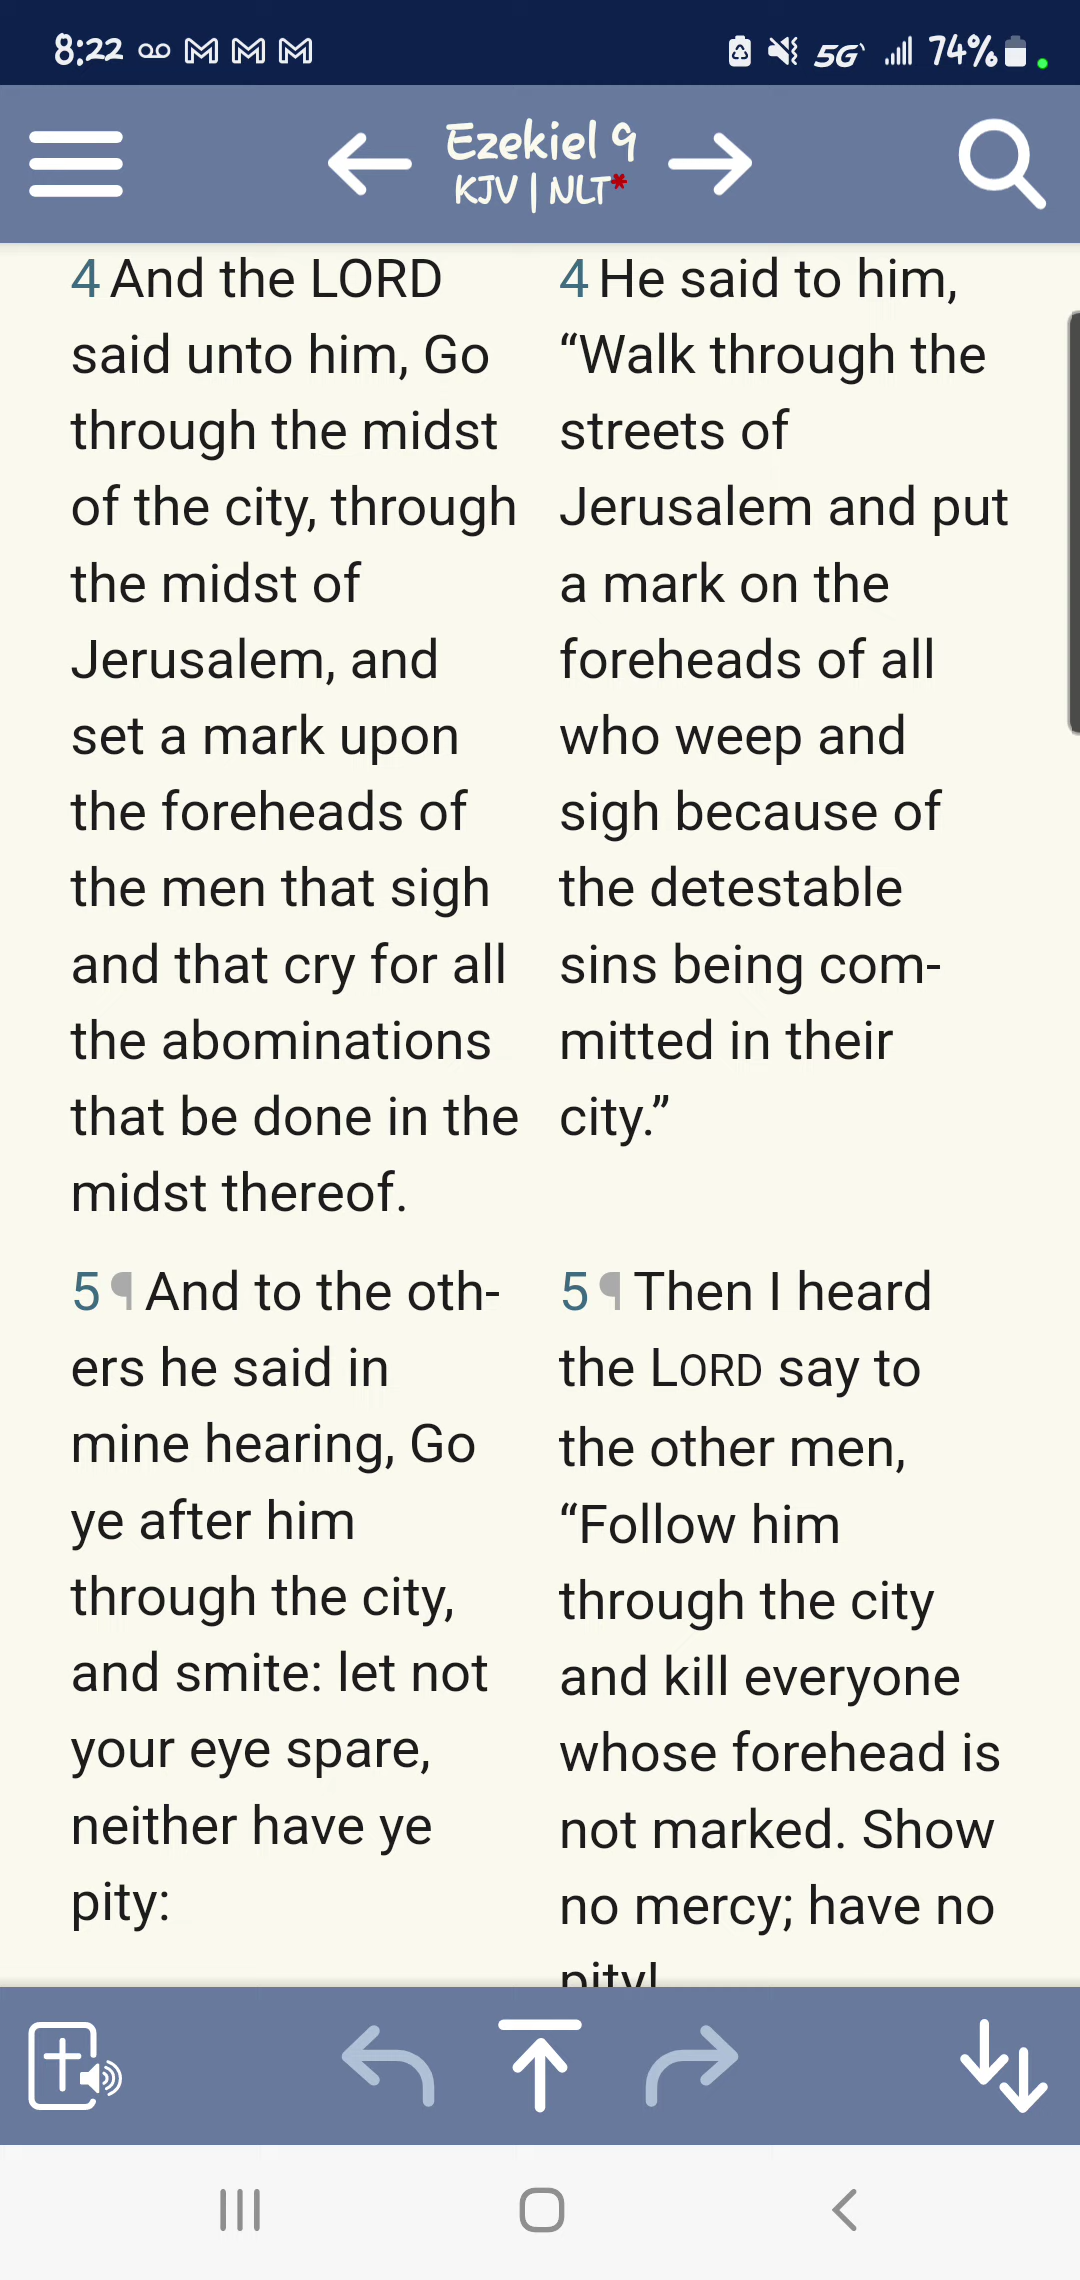 8:22 5G 74%
Ezekiel 9
KJV | NLT*
4 And the LORD
said unto him, Go
through the midst
of the city, through
the midst of
Jerusalem, and
set a mark upon
the foreheads of
the men that sigh
and that cry for all
the abominations
that be done in the
midst thereof.
5 ¶ And to the oth-
ers he said in
mine hearing, Go
ye after him
through the city,
and smite: let not
your eye spare,
neither have ye
pity:
4 He said to him,
“Walk through the
streets of
Jerusalem and put
a mark on the
foreheads of all
who weep and
sigh because of
the detestable
sins being com-
mitted in their
city.”
5 ¶ Then I heard
the LORD say to
the other men,
“Follow him
through the city
and kill everyone
whose forehead is
not marked. Show
no mercy; have no
pity!